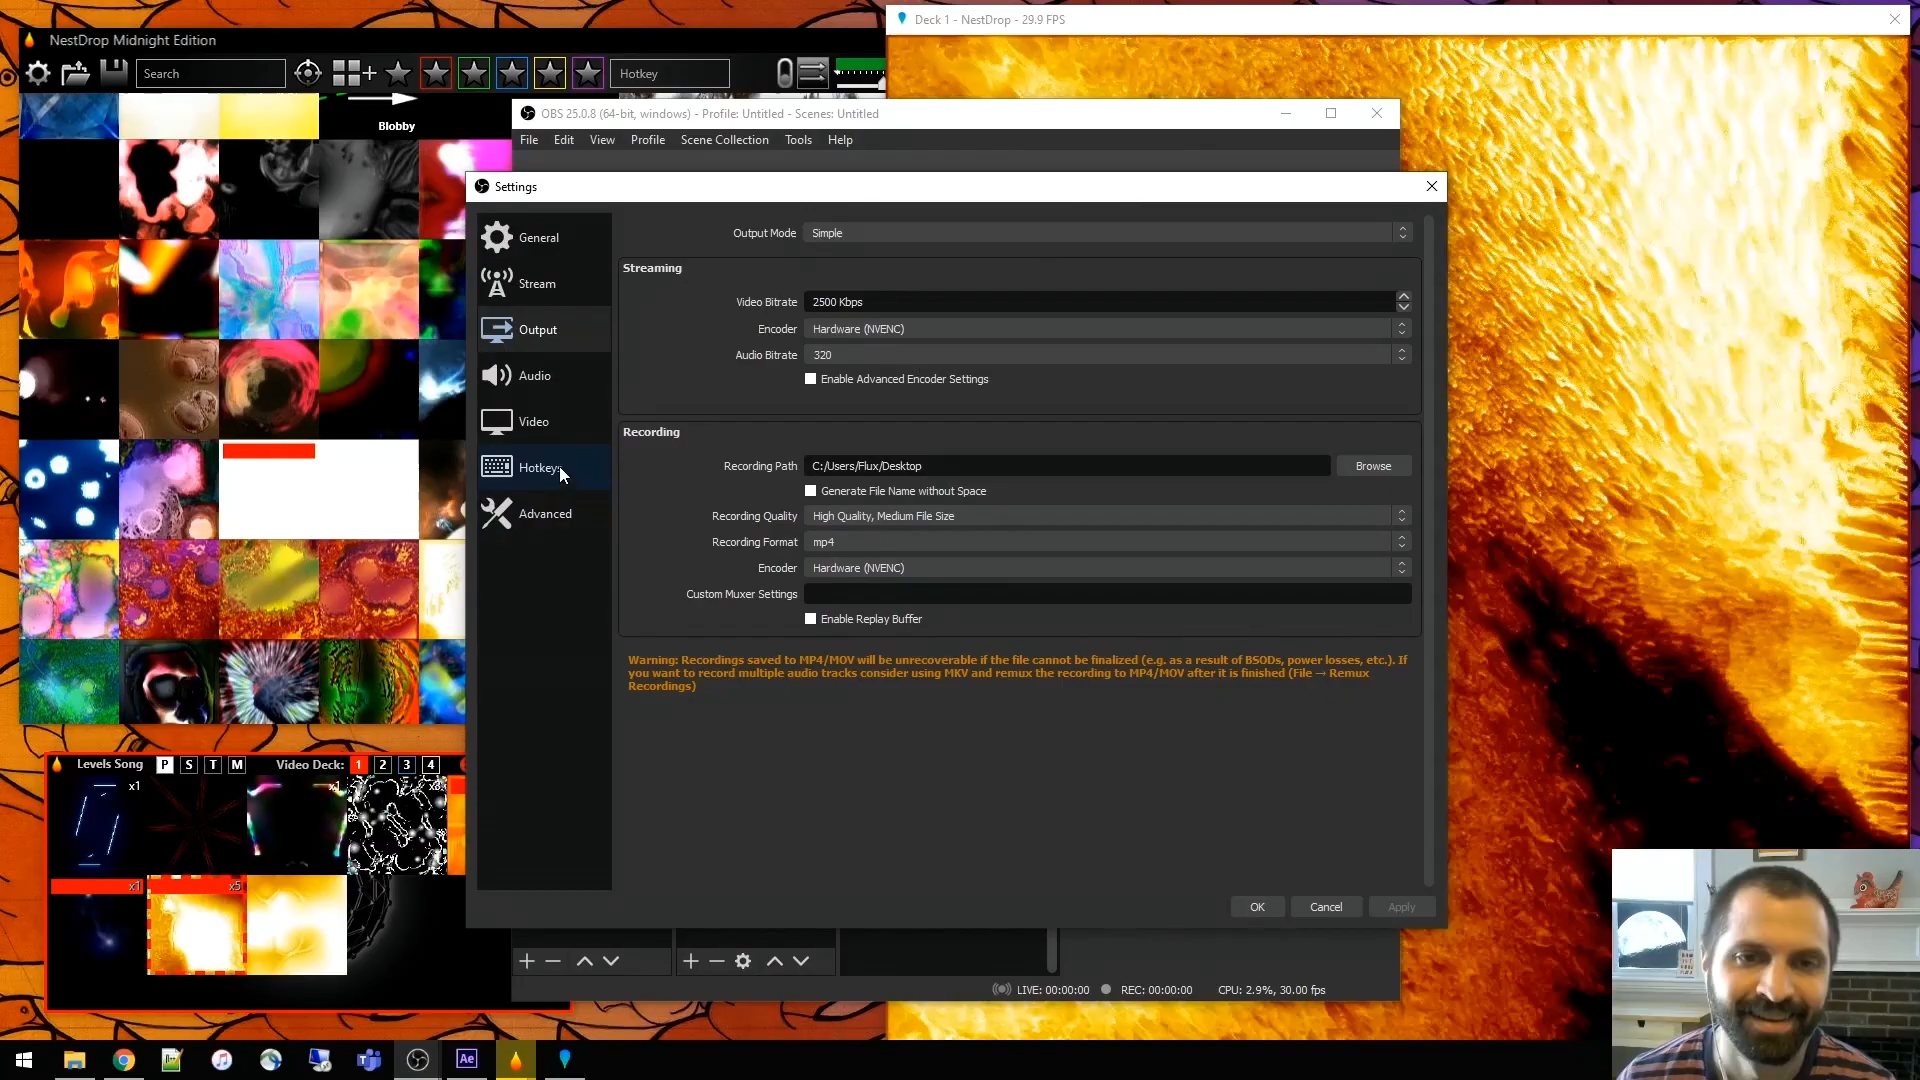 Deck 1 - NestDrop - 29.9 FPS
NestDrop Midnight Edition
Search
Hotkey
Blobby
OBS 25.0.8 (64-bit, windows) - Profile: Untitled - Scenes: Untitled
File Edit View Profile Scene Collection Tools Help
Settings
General
Stream
Output
Audio
Video
Hotkeys
Advanced
Output Mode Simple
Streaming
Video Bitrate 2500 Kbps
Encoder Hardware (NVENC)
Audio Bitrate 320
Enable Advanced Encoder Settings
Recording
Recording Path C:/Users/Flux/Desktop Browse
Generate File Name without Space
Recording Quality High Quality, Medium File Size
Recording Format mp4
Encoder Hardware (NVENC)
Custom Muxer Settings
Enable Replay Buffer
Warning: Recordings saved to MP4/MOV will be unrecoverable if the file cannot be finalized (e.g. as a result of BSODs, power losses, etc.). If
you want to record multiple audio tracks consider using MKV and remux the recording to MP4/MOV after it is finished (File → Remux
Recordings)
OK Cancel Apply
Levels Song P S T M Video Deck: 1 2 3 4
x1
x1 x5
LIVE: 00:00:00 REC: 00:00:00 CPU: 2.9%, 30.00 fps
Ae